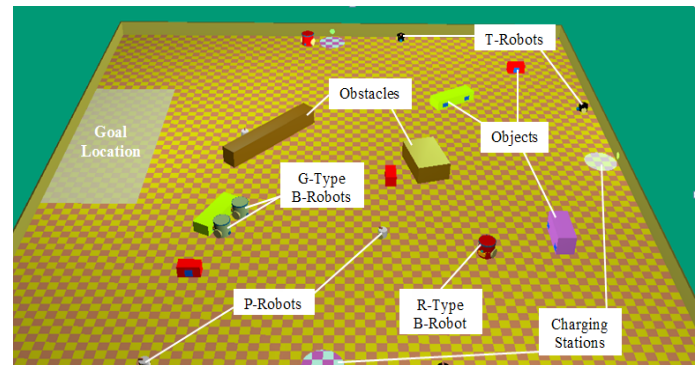 T-Robots
Obstacles
Goal
Location
Objects
G-Type
B-Robots
P-Robots
R-Type
B-Robot
Charging
Stations